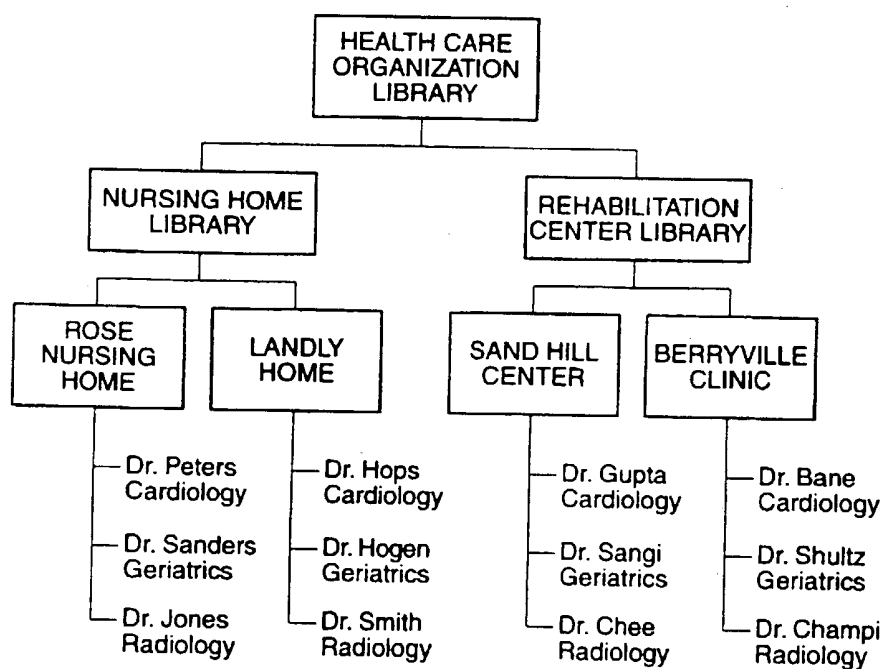 HEALTH CARE
ORGANIZATION
LIBRARY
NURSING HOME
LIBRARY
REHABILITATION
CENTER LIBRARY
ROSE
NURSING
HOME
LANDLY
HOME
SAND HILL
CENTER
BERRYVILLE
CLINIC
Dr. Peters
Cardiology
Dr. Sanders
Geriatrics
Dr. Jones
Radiology
Dr. Hops
Cardiology
Dr. Hogen
Geriatrics
Dr. Smith
Radiology
Dr. Gupta
Cardiology
Dr. Sangi
Geriatrics
Dr. Chee
Radiology
Dr. Bane
Cardiology
Dr. Shultz
Geriatrics
Dr. Champi
Radiology